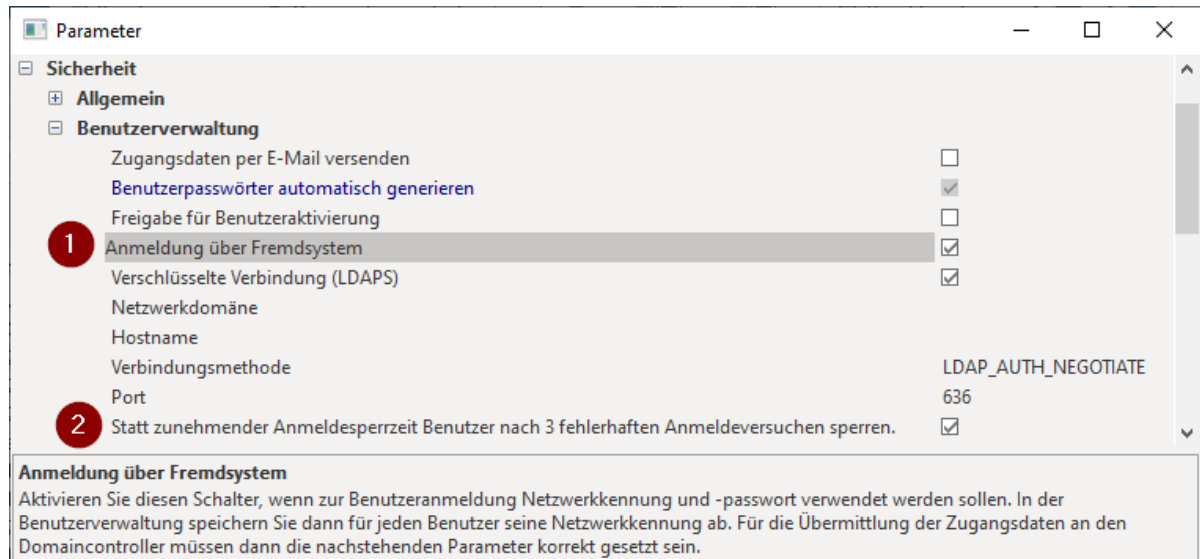 Parameter
Sicherheit
Allgemein
Benutzerverwaltung
Zugangsdaten per E-Mail versenden
Benutzerpasswörter automatisch generieren
Freigabe für Benutzeraktivierung
1 Anmeldung über Fremdsystem
Verschlüsselte Verbindung (LDAPS)
Netzwerkdomäne
Hostname
Verbindungsmethode LDAP_AUTH_NEGOTIATE
Port 636
2 Statt zunehmender Anmeldesperrzeit Benutzer nach 3 fehlerhaften Anmeldeversuchen sperren.
Anmeldung über Fremdsystem
Aktivieren Sie diesen Schalter, wenn zur Benutzeranmeldung Netzwerkkennung und -passwort verwendet werden sollen. In der
Benutzerverwaltung speichern Sie dann für jeden Benutzer seine Netzwerkkennung ab. Für die Übermittlung der Zugangsdaten an den
Domaincontroller müssen dann die nachstehenden Parameter korrekt gesetzt sein.